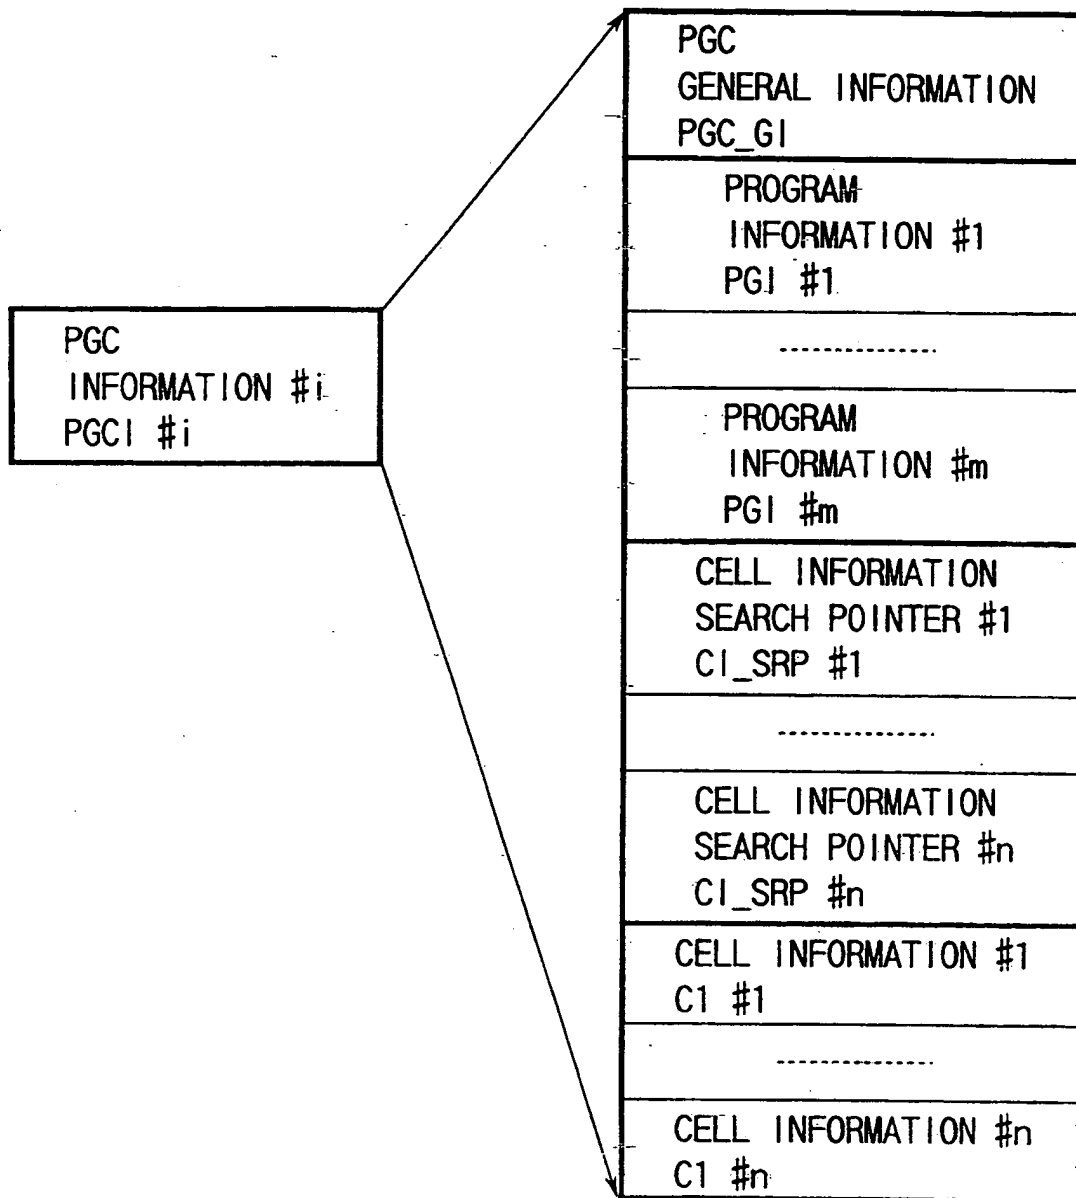 PGC
INFORMATION #i
PGCI #i
PGC
GENERAL INFORMATION
PGC_GI
PROGRAM
INFORMATION #1
PGI #1
PROGRAM
INFORMATION #m
PGI #m
CELL INFORMATION
SEARCH POINTER #1
CI_SRP #1
CELL INFORMATION
SEARCH POINTER #n
CI_SRP #n
CELL INFORMATION #1
C1 #1
CELL INFORMATION #n
C1 #n